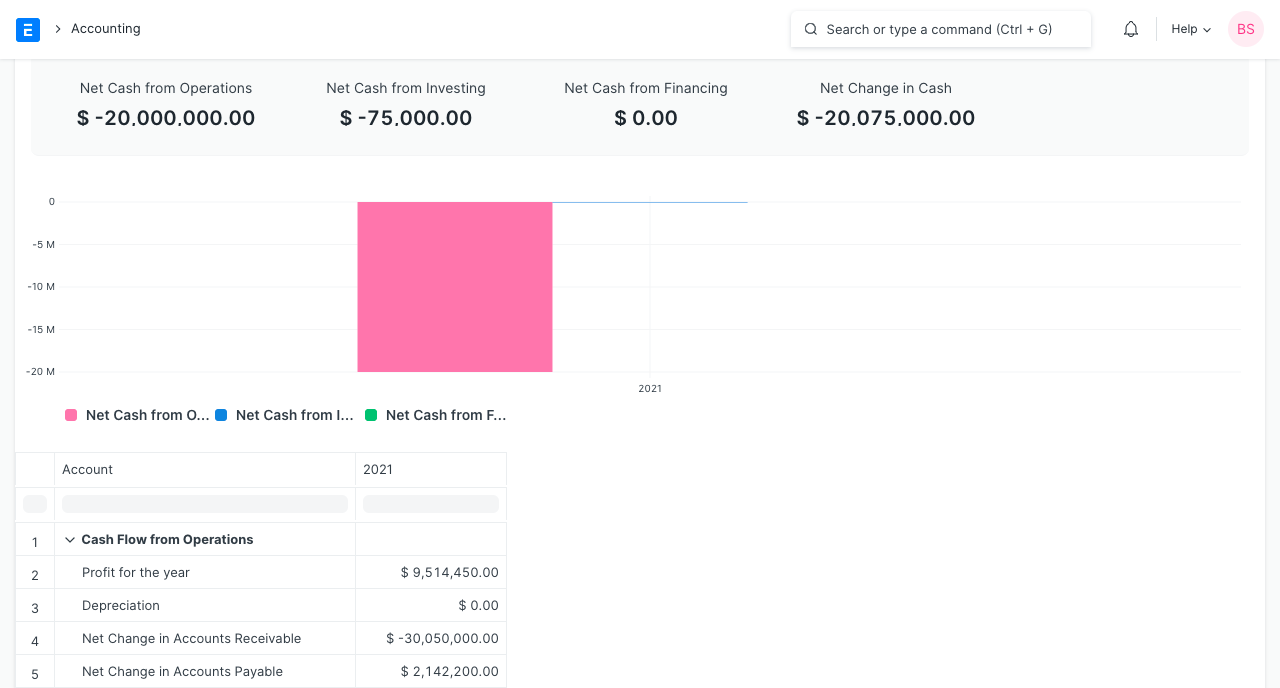 E Accounting Search or type a command (Ctrl + G) Help BS
Net Cash from Operations Net Cash from Investing Net Cash from Financing Net Change in Cash
$ -20,000,000.00 $ -75,000.00 $ 0.00 $ -20,075,000.00
0
-5 M
-10 M
-15 M
-20 M
2021
Net Cash from O... Net Cash from I... Net Cash from F...
Account 2021
1 Cash Flow from Operations
2 Profit for the year $ 9,514,450.00
3 Depreciation $ 0.00
4 Net Change in Accounts Receivable $ -30,050,000.00
5 Net Change in Accounts Payable $ 2,142,200.00